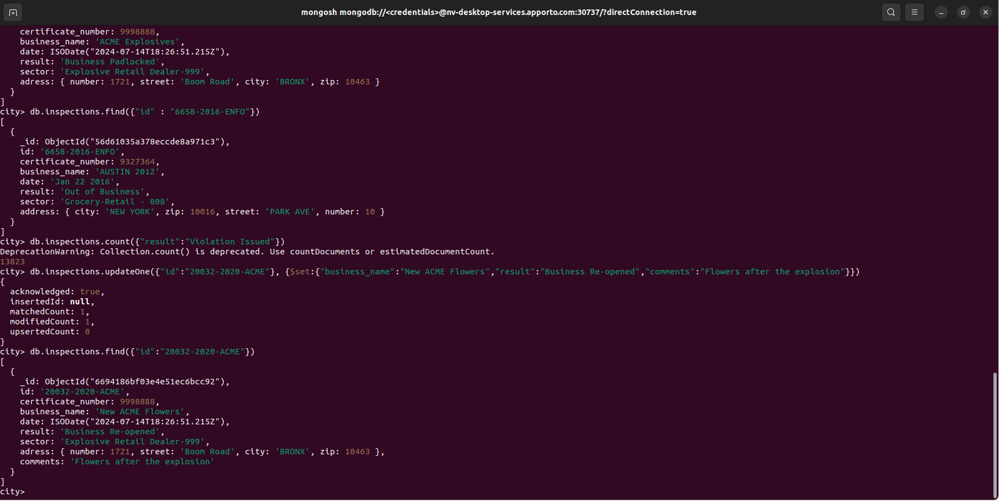 mongosh mongodb://<credentials>@nv-desktop-services.apporto.com:30737/?directConnection=true
    certificate_number: 9998888,
    business_name: 'ACME Explosives',
    date: ISODate("2024-07-14T18:26:51.215Z"),
    result: 'Business Padlocked',
    sector: 'Explosive Retail Dealer-999',
    adress: { number: 1721, street: 'Boom Road', city: 'BRONX', zip: 10463 }
  }
]
city> db.inspections.find({"id" : "6658-2016-ENFO"})
[
  {
    _id: ObjectId("56d61035a378eccde8a971c3"),
    id: '6658-2016-ENFO',
    certificate_number: 9327364,
    business_name: 'AUSTIN 2012',
    date: 'Jan 22 2016',
    result: 'Out of Business',
    sector: 'Grocery-Retail - 808',
    address: { city: 'NEW YORK', zip: 10016, street: 'PARK AVE', number: 10 }
  }
]
city> db.inspections.count({"result":"Violation Issued"})
DeprecationWarning: Collection.count() is deprecated. Use countDocuments or estimatedDocumentCount.
13823
city> db.inspections.updateOne({"id":"20032-2020-ACME"}, {$set:{"business_name":"New ACME Flowers","result":"Business Re-opened","comments":"Flowers after the explosion"}})
{
  acknowledged: true,
  insertedId: null,
  matchedCount: 1,
  modifiedCount: 1,
  upsertedCount: 0
}
city> db.inspections.find({"id":"20032-2020-ACME"})
[
  {
    _id: ObjectId("6694186bf03e4e51ec6bcc92"),
    id: '20032-2020-ACME',
    certificate_number: 9998888,
    business_name: 'New ACME Flowers',
    date: ISODate("2024-07-14T18:26:51.215Z"),
    result: 'Business Re-opened',
    sector: 'Explosive Retail Dealer-999',
    adress: { number: 1721, street: 'Boom Road', city: 'BRONX', zip: 10463 },
    comments: 'Flowers after the explosion'
  }
]
city>